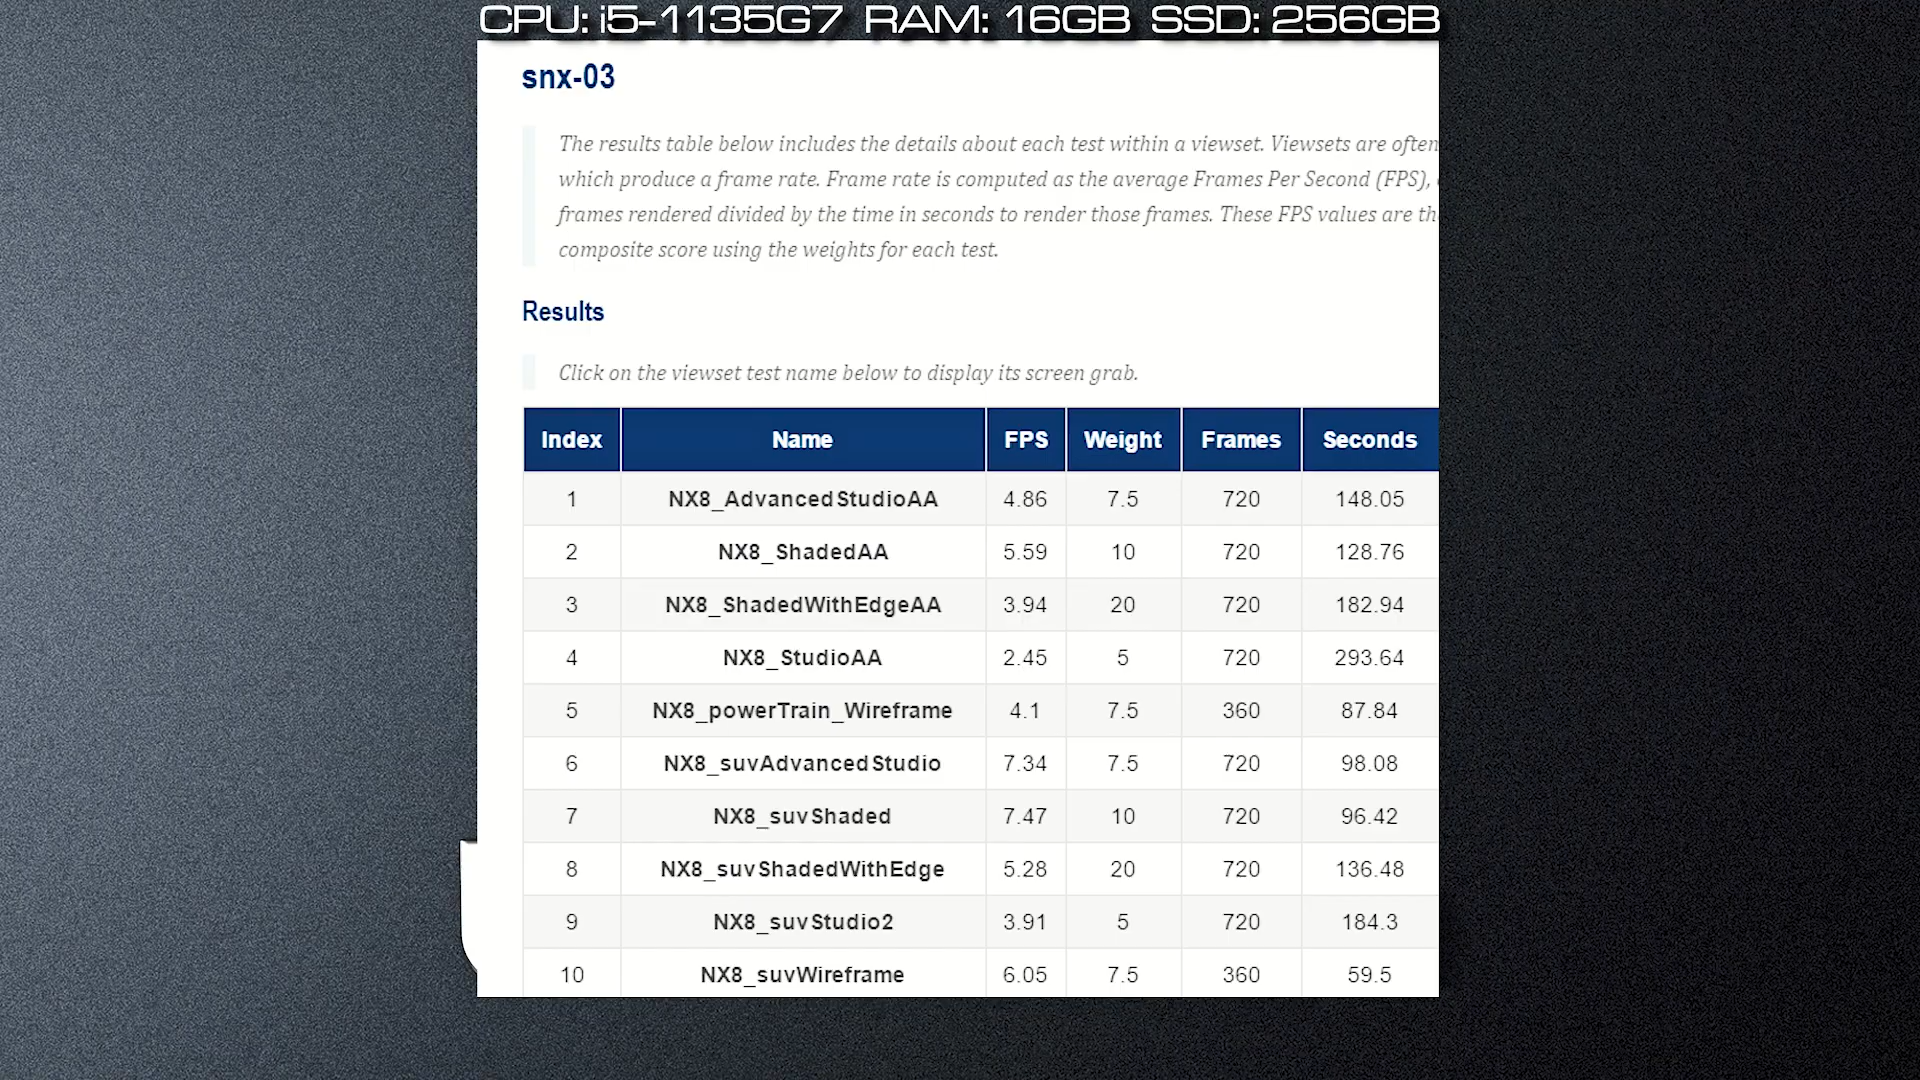 CPU: i5-1135G7 RAM: 16GB SSD: 256GB
snx-03
The results table below includes the details about each test within a viewset. Viewsets are often
which produce a frame rate. Frame rate is computed as the average Frames Per Second (FPS),
frames rendered divided by the time in seconds to render those frames. These FPS values are
composite score using the weights for each test.
Results
Click on the viewset test name below to display its screen grab.
Index Name FPS Weight Frames Seconds
1 NX8_AdvancedStudioAA 4.86 7.5 720 148.05
2 NX8_ShadedAA 5.59 10 720 128.76
3 NX8_ShadedWithEdgeAA 3.94 20 720 182.94
4 NX8_StudioAA 2.45 5 720 293.64
5 NX8_powerTrain_Wireframe 4.1 7.5 360 87.84
6 NX8_suvAdvancedStudio 7.34 7.5 720 98.08
7 NX8_suvShaded 7.47 10 720 96.42
8 NX8_suvShadedWithEdge 5.28 20 720 136.48
9 NX8_suvStudio2 3.91 5 720 184.3
10 NX8_suvWireframe 6.05 7.5 360 59.5